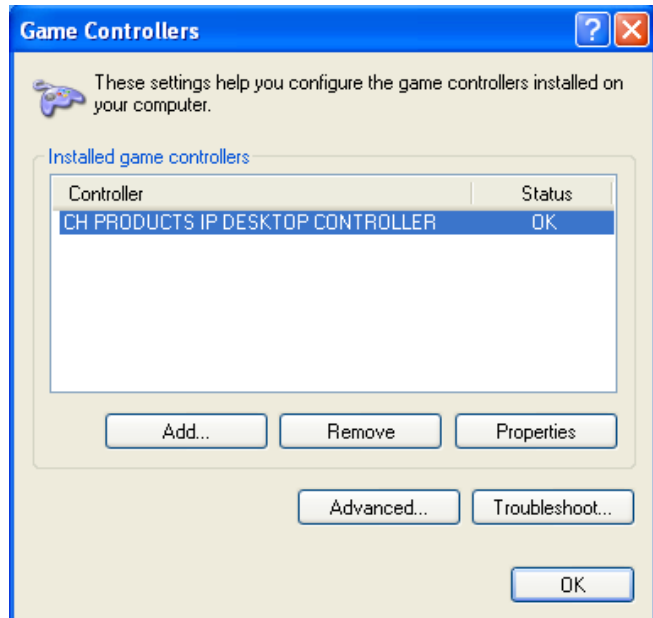 Game Controllers
?
X
These settings help you configure the game controllers installed on
your computer.
Installed game controllers
Controller Status
CH PRODUCTS IP DESKTOP CONTROLLER OK
Add... Remove Properties
Advanced... Troubleshoot...
OK